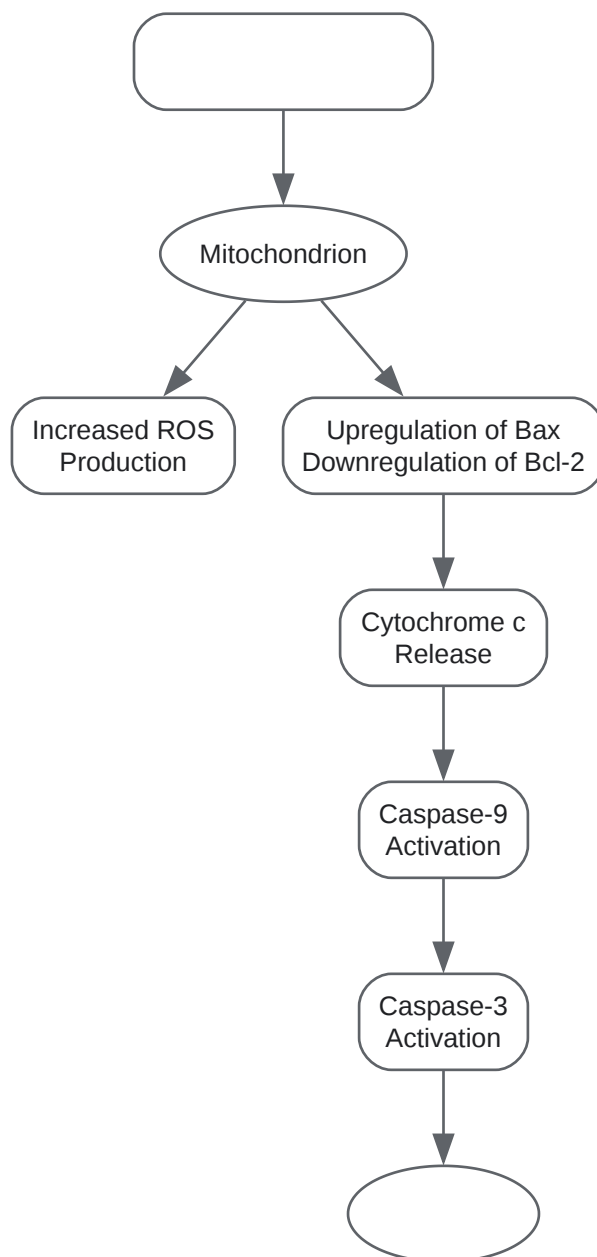 Mitochondrion
Increased ROS
Production
Upregulation of Bax
Downregulation of Bcl-2
Cytochrome c
Release
Caspase-9
Activation
Caspase-3
Activation